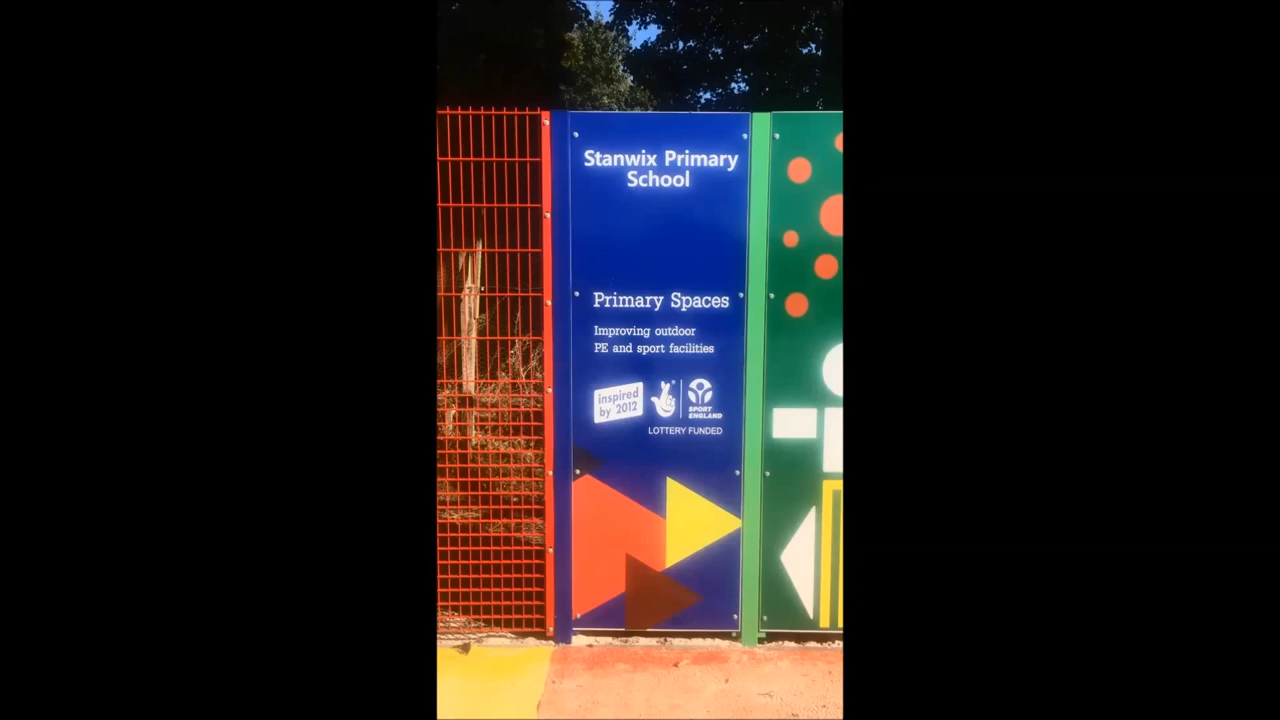 Stanwix Primary
School
Primary Spaces
Improving outdoor
PE and sport facilities
inspired
by 2012
SPORT
ENGLAND
LOTTERY FUNDED